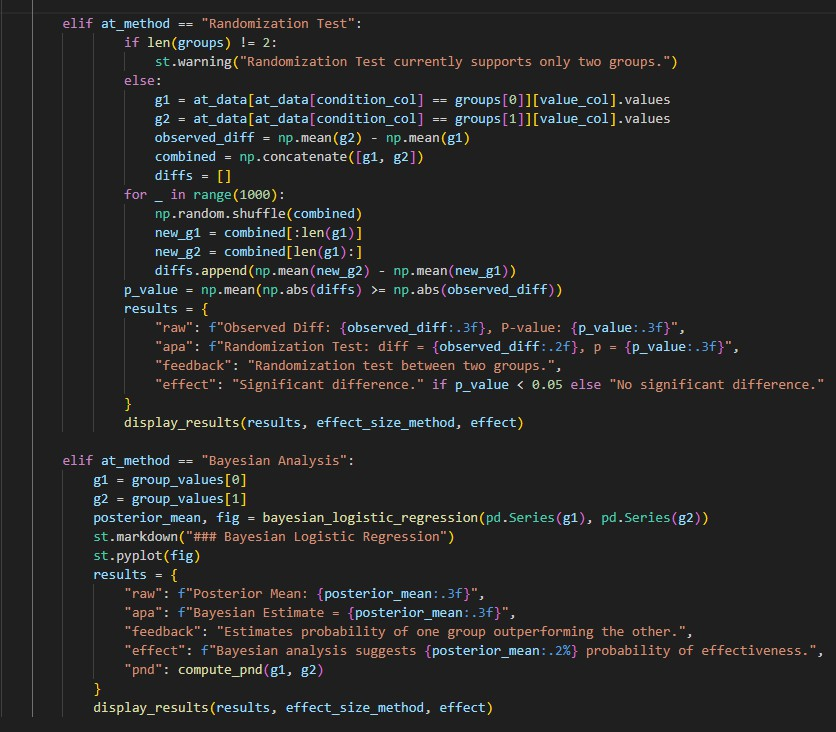 elif at_method == "Randomization Test":
if len(groups) != 2:
st.warning("Randomization Test currently supports only two groups.")
else:
g1 = at_data[at_data[condition_col] == groups[0]][value_col].values
g2 = at_data[at_data[condition_col] == groups[1]][value_col].values
observed_diff = np.mean(g2) - np.mean(g1)
combined = np.concatenate([g1, g2])
diffs = []
for _ in range(1000):
np.random.shuffle(combined)
new_g1 = combined[:len(g1)]
new_g2 = combined[len(g1):]
diffs.append(np.mean(new_g2) - np.mean(new_g1))
p_value = np.mean(np.abs(diffs) >= np.abs(observed_diff))
results = {
"raw": f"Observed Diff: {observed_diff:.3f}, P-value: {p_value:.3f}",
"apa": f"Randomization Test: diff = {observed_diff:.2f}, p = {p_value:.3f}",
"feedback": "Randomization test between two groups.",
"effect": "Significant difference." if p_value < 0.05 else "No significant difference."
}
display_results(results, effect_size_method, effect)
elif at_method == "Bayesian Analysis":
g1 = group_values[0]
g2 = group_values[1]
posterior_mean, fig = bayesian_logistic_regression(pd.Series(g1), pd.Series(g2))
st.markdown("### Bayesian Logistic Regression")
st.pyplot(fig)
results = {
"raw": f"Posterior Mean: {posterior_mean:.3f}",
"apa": f"Bayesian Estimate = {posterior_mean:.3f}",
"feedback": "Estimates probability of one group outperforming the other.",
"effect": f"Bayesian analysis suggests {posterior_mean:.2%} probability of effectiveness.",
"pnd": compute_pnd(g1, g2)
}
display_results(results, effect_size_method, effect)